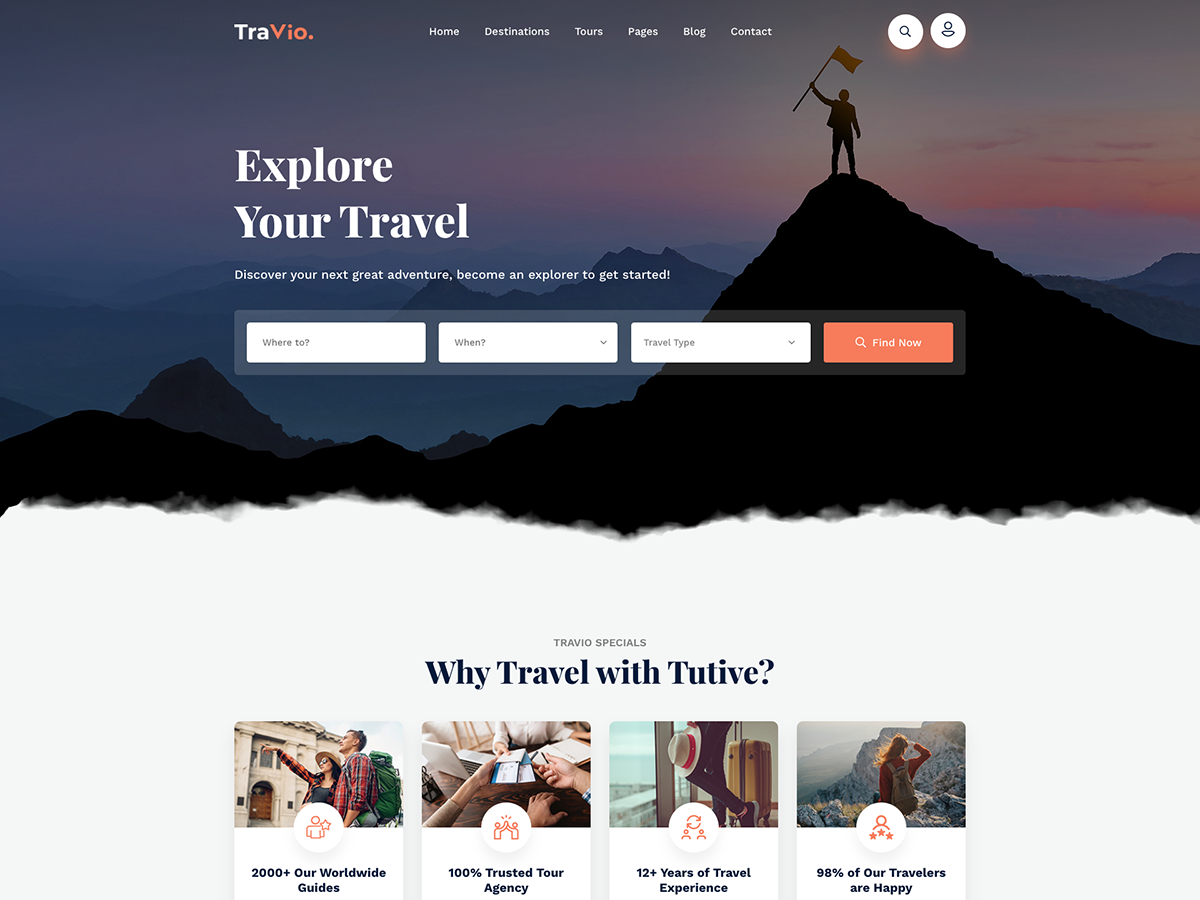 TraVio.
Home Destinations Tours Pages Blog Contact
Explore
Your Travel
Discover your next great adventure, become an explorer to get started!
Where to? When? Travel Type Find Now
TRAVIO SPECIALS
Why Travel with Tutive?
2000+ Our Worldwide
Guides
100% Trusted Tour
Agency
12+ Years of Travel
Experience
98% of Our Travelers
are Happy